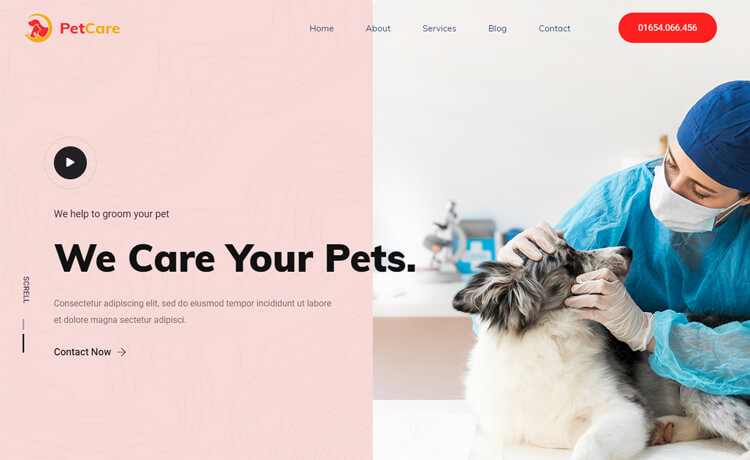 PetCare
Home About Services Blog Contact 01654.066.456
We help to groom your pet
We Care Your Pets.
SCRELL
Consectetur adipiscing elit, sed do eiusmod tempor incididunt ut labore
et dolore magna sectetur adipisci.
Contact Now